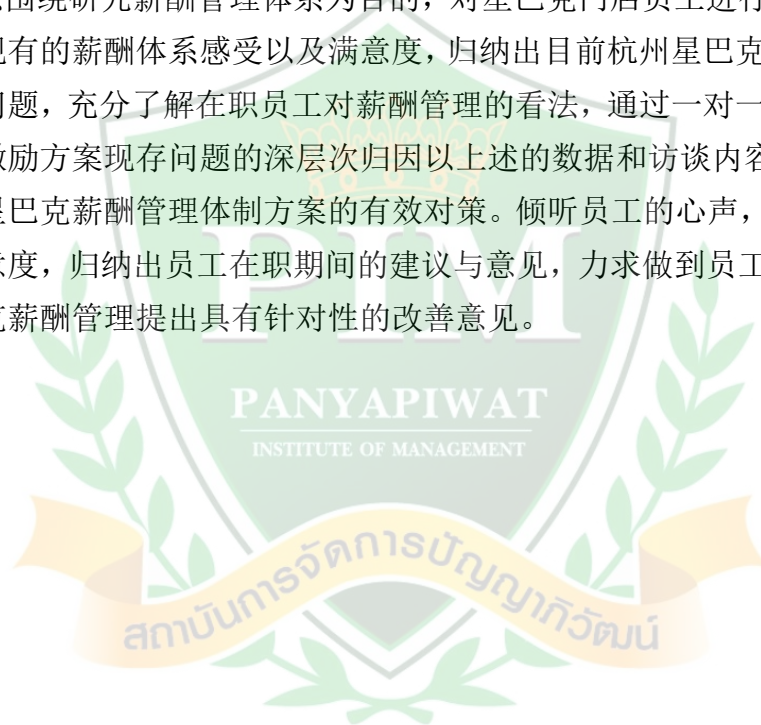 围绕研究薪酬管理体系为目的，对星巴克门店员工进行
现有的薪酬体系感受以及满意度，归纳出目前杭州星巴克
问题，充分了解在职员工对薪酬管理的看法，通过一对一
激励方案现存问题的深层次归因以上述的数据和访谈内容
星巴克薪酬管理体制方案的有效对策。倾听员工的心声，
意度，归纳出员工在职期间的建议与意见，力求做到员工
薪酬管理提出具有针对性的改善意见。
PIM
PANYAPIWAT
INSTITUTE OF MANAGEMENT
สถาบันการจัดการปัญญาภิวัฒน์